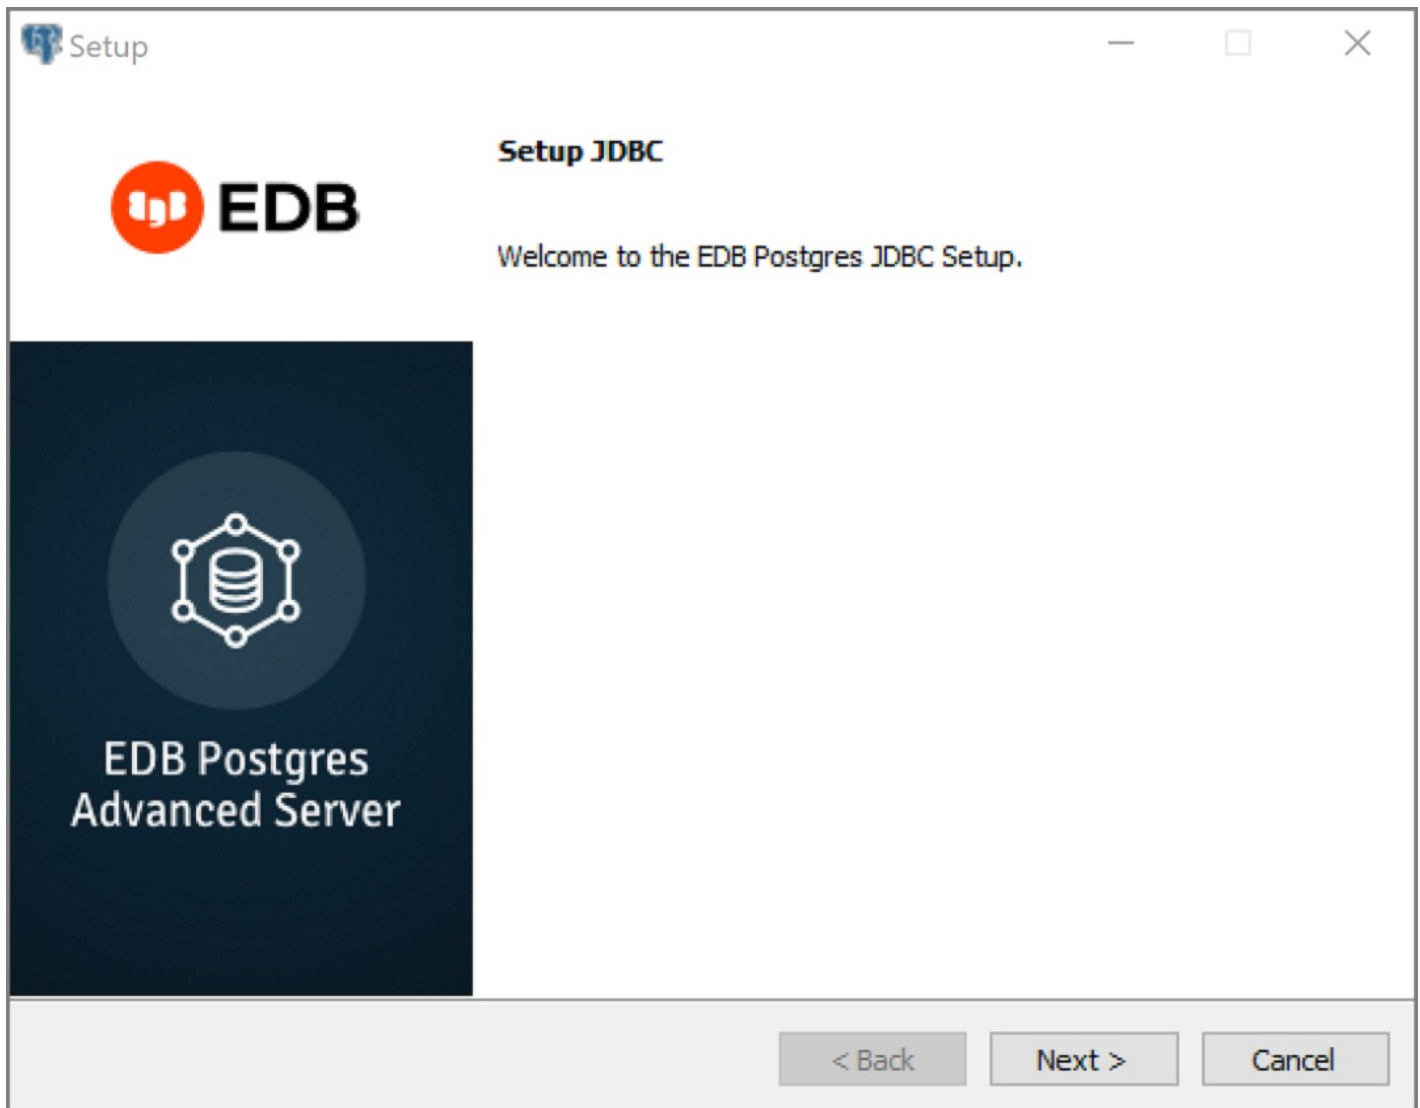 Setup
EDB
Setup JDBC
Welcome to the EDB Postgres JDBC Setup.
EDB Postgres
Advanced Server
< Back
Next >
Cancel